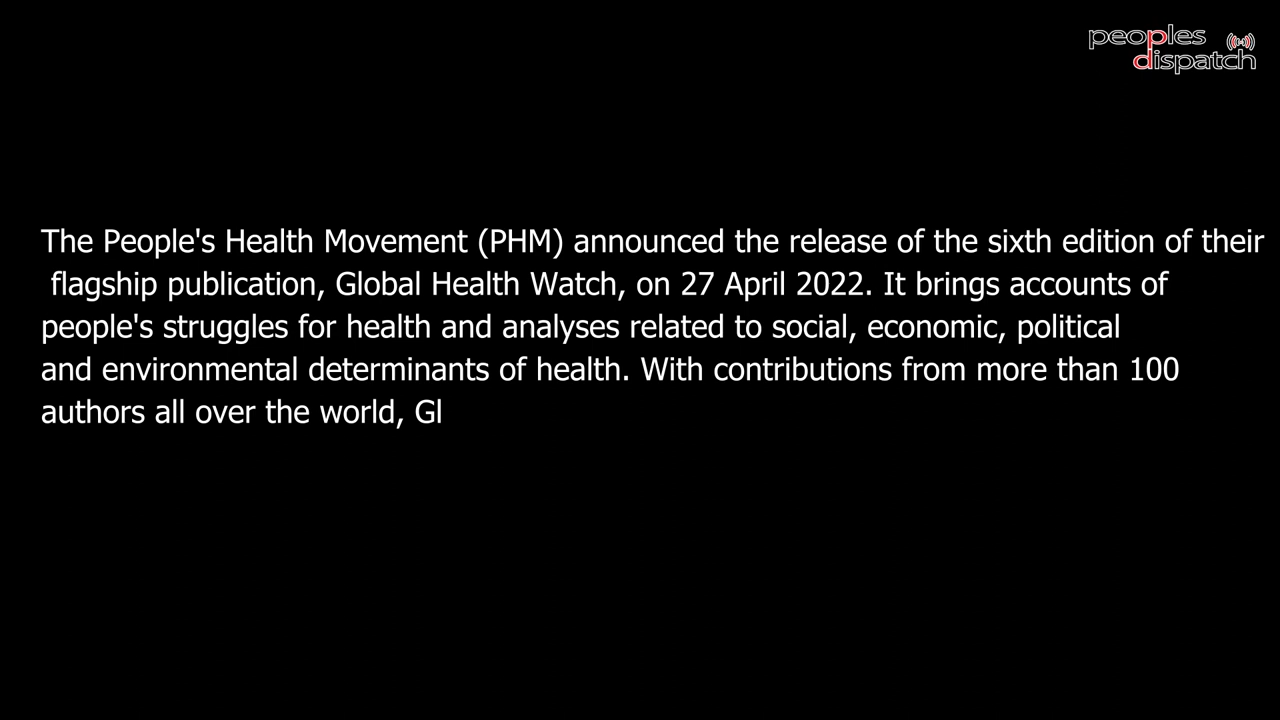 peoples
dispatch
The People's Health Movement (PHM) announced the release of the sixth edition of their
flagship publication, Global Health Watch, on 27 April 2022. It brings accounts of
people's struggles for health and analyses related to social, economic, political
and environmental determinants of health. With contributions from more than 100
authors all over the world, Gl